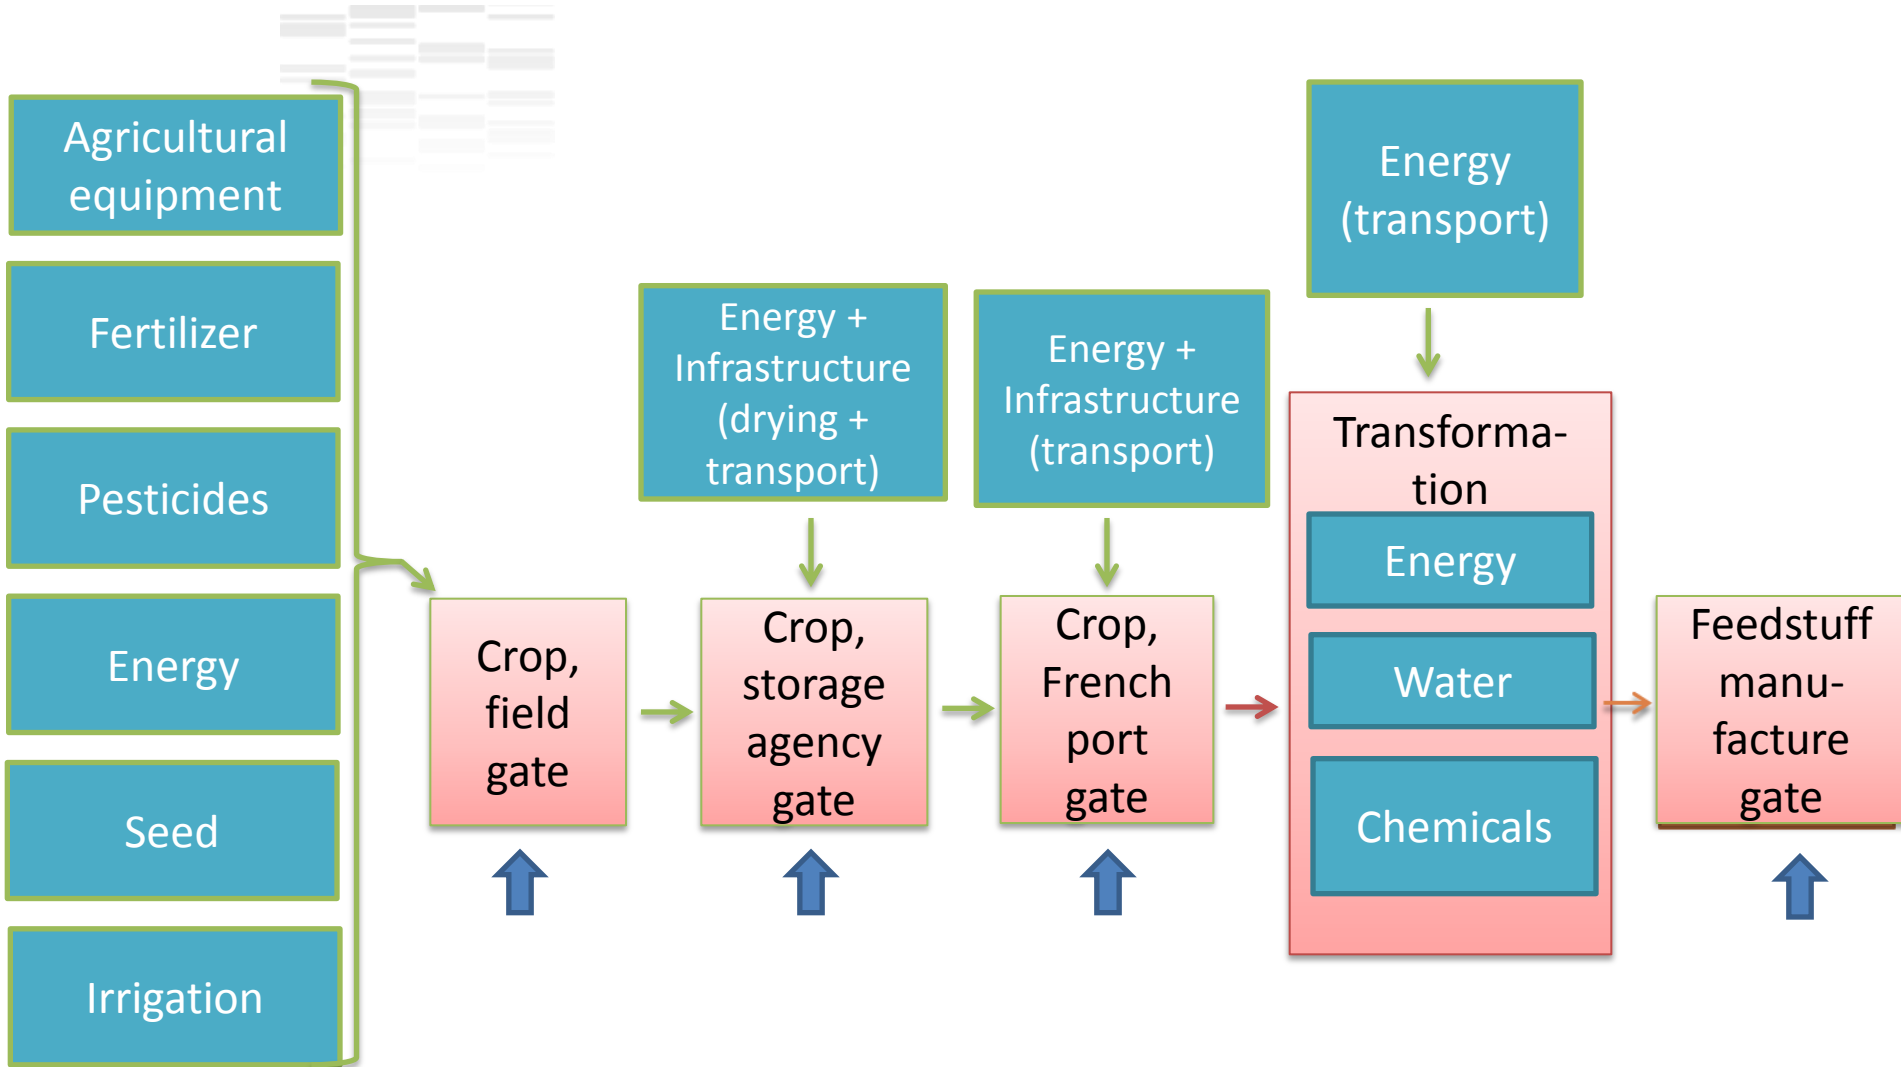 Agricultural
equipment
Fertilizer
Pesticides
Energy
Seed
Irrigation
Crop,
field
gate
Energy +
Infrastructure
(drying +
transport)
Crop,
storage
agency
gate
Energy +
Infrastructure
(transport)
Crop,
French
port
gate
Energy
(transport)
Transforma-
tion
Energy
Water
Chemicals
Feedstuff
manu-
facture
gate